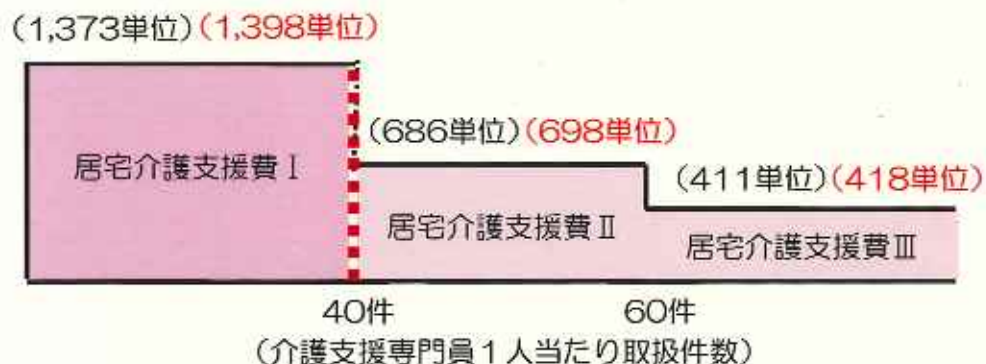 （1,373単位）（1,398単位）
（686単位）（698単位）
（411単位）（418単位）
居宅介護支援費Ⅰ
居宅介護支援費Ⅱ
居宅介護支援費Ⅲ
40件
60件
（介護支援専門員１人当たり取扱件数）